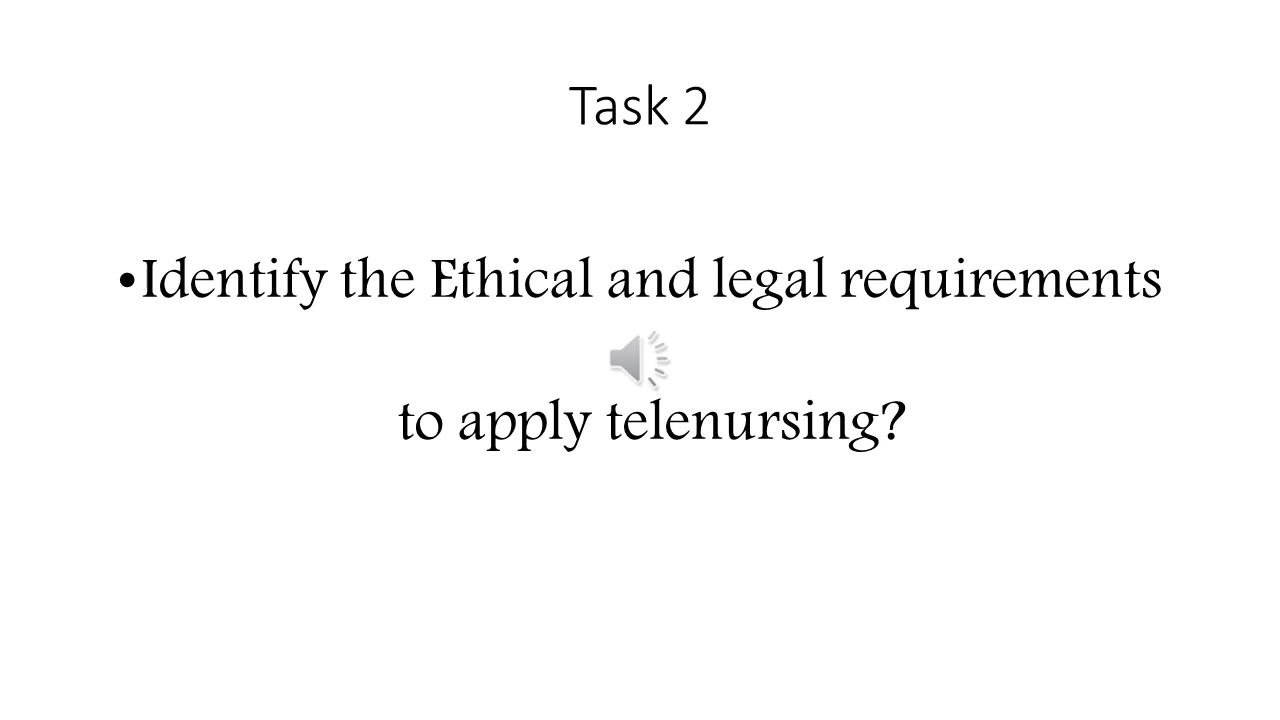 Task 2
•Identify the Ethical and legal requirements
to apply telenursing?